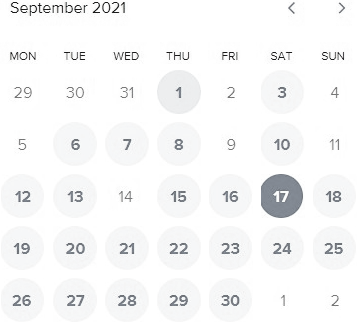 September 2021
MON TUE WED THU FRI SAT SUN
29 30 31 1 2 3 4
5 6 7 8 9 10 11
12 13 14 15 16 17 18
19 20 21 22 23 24 25
26 27 28 29 30 1 2